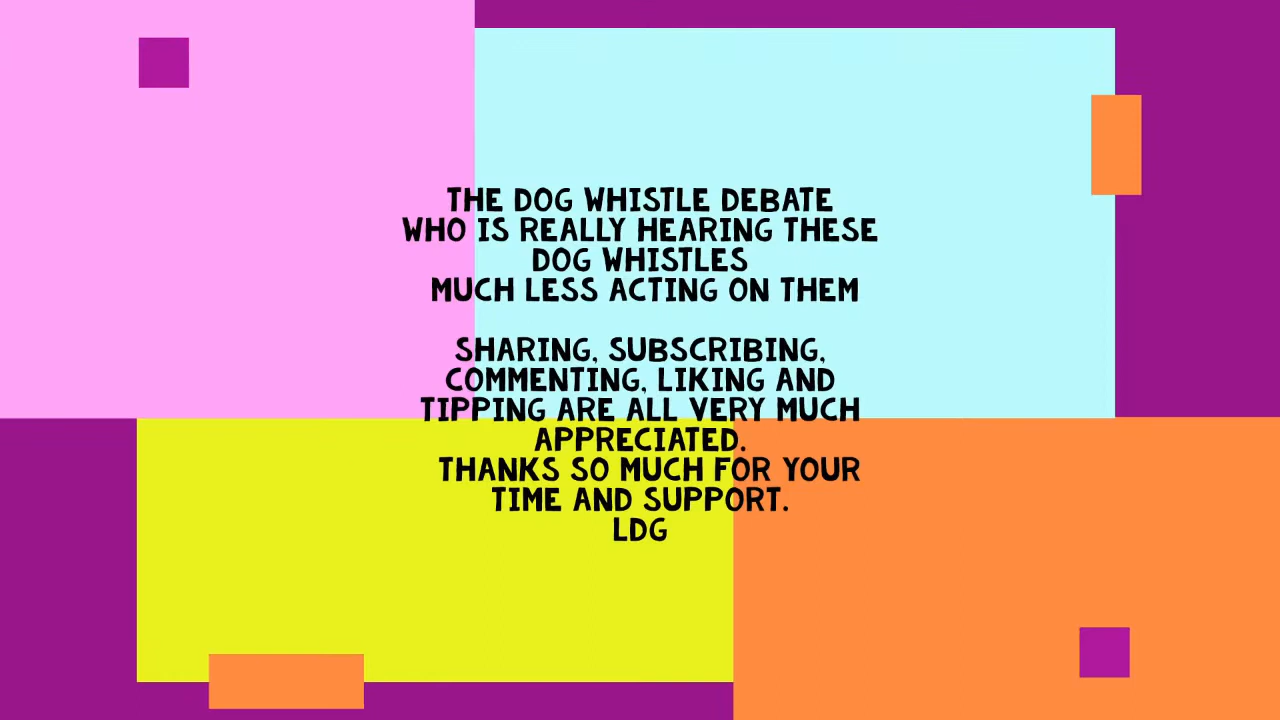 THE DOG WHISTLE DEBATE
WHO IS REALLY HEARING THESE
DOG WHISTLES
MUCH LESS ACTING ON THEM
SHARING, SUBSCRIBING,
COMMENTING, LIKING AND
TIPPING ARE ALL VERY MUCH
APPRECIATED.
THANKS SO MUCH FOR YOUR
TIME AND SUPPORT.
LDG